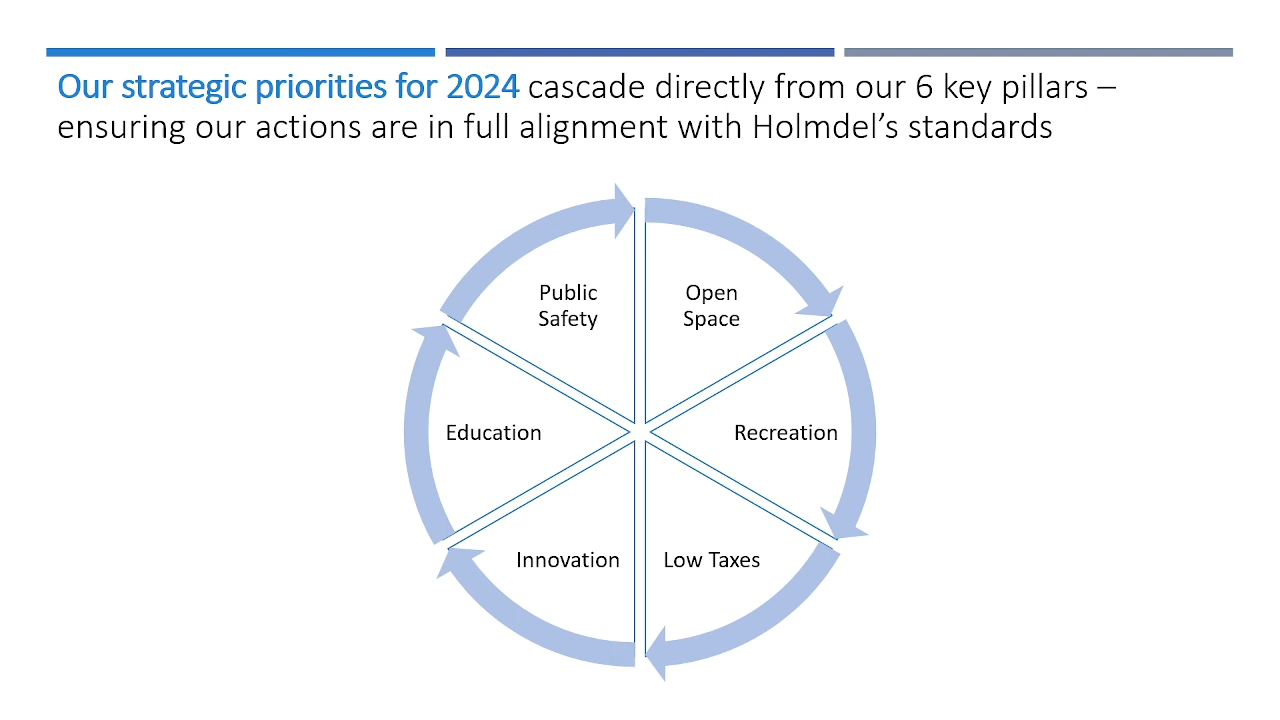 Our strategic priorities for 2024 cascade directly from our 6 key pillars –
ensuring our actions are in full alignment with Holmdel’s standards
Public
Safety
Open
Space
Education
Recreation
Innovation
Low Taxes